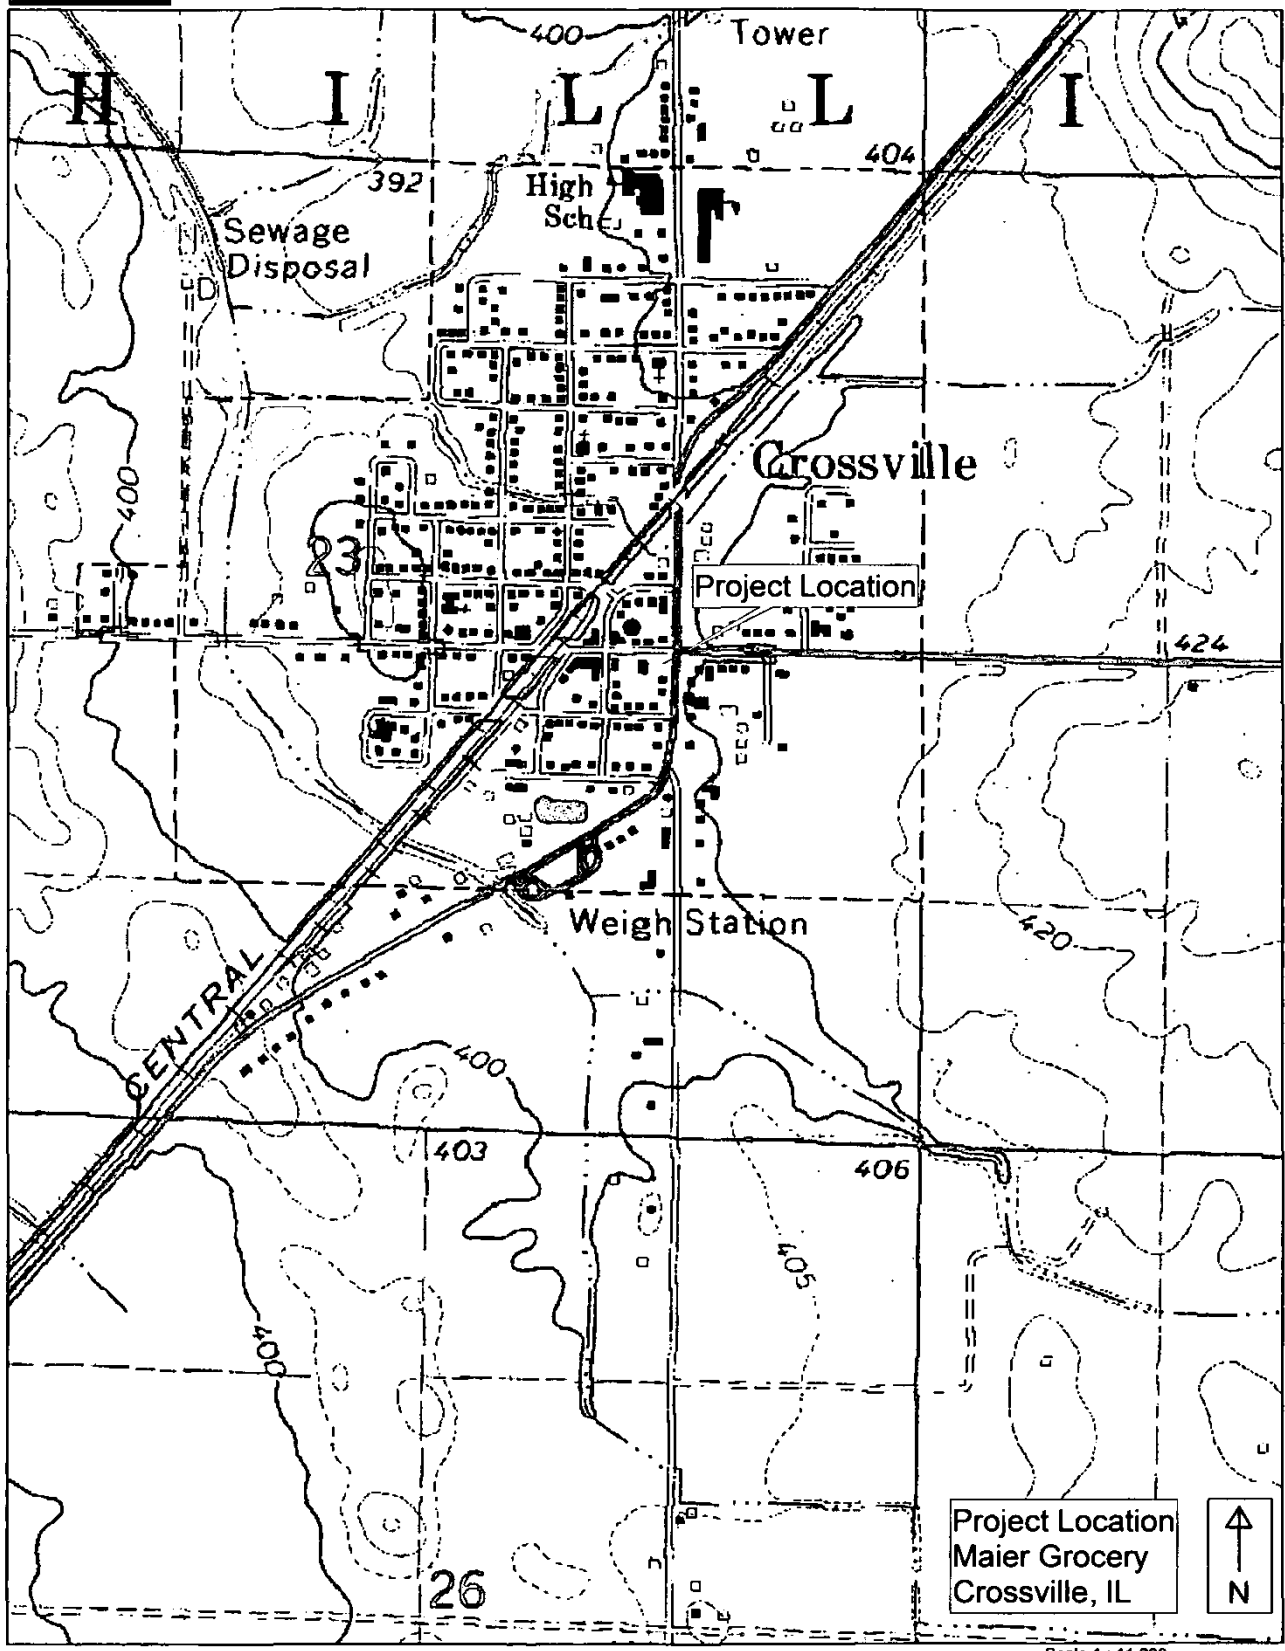 400
Tower
H I L L I
404
392
High
Sch
Sewage
Disposal
Crossville
400
23
Project Location
424
Weigh Station
420
CENTRAL
400
403
406
405
400
Project Location
Maier Grocery
Crossville, IL
N
26